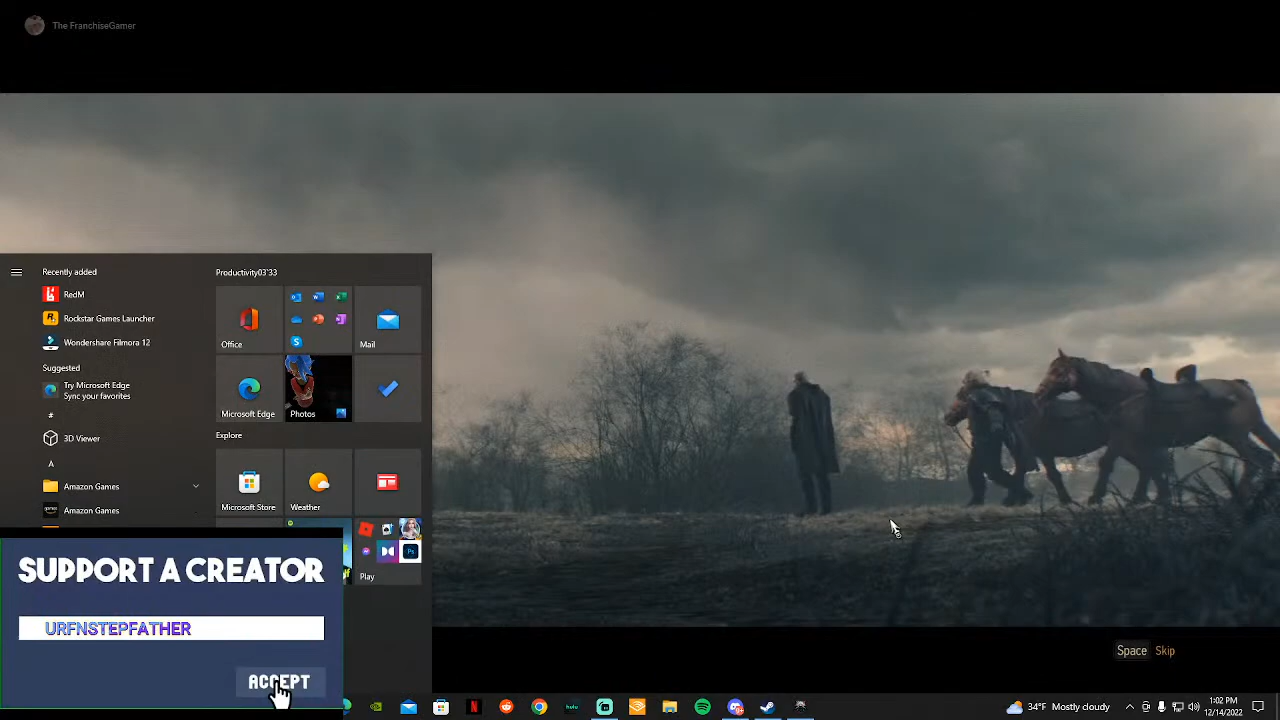 The FranchiseGamer
Recently added
RedM
Rockstar Games Launcher
Wondershare Filmora 12
Suggested
Try Microsoft Edge
Sync your favorites
#
3D Viewer
A
Amazon Games
Amazon Games
Productivity03'33
Office
Mail
Microsoft Edge
Photos
Explore
Microsoft Store
Weather
Play
SUPPORT A CREATOR
URFNSTEPFATHER
ACCEPT
Space Skip
hulu
34°F Mostly cloudy
1:02 PM
12/14/2022